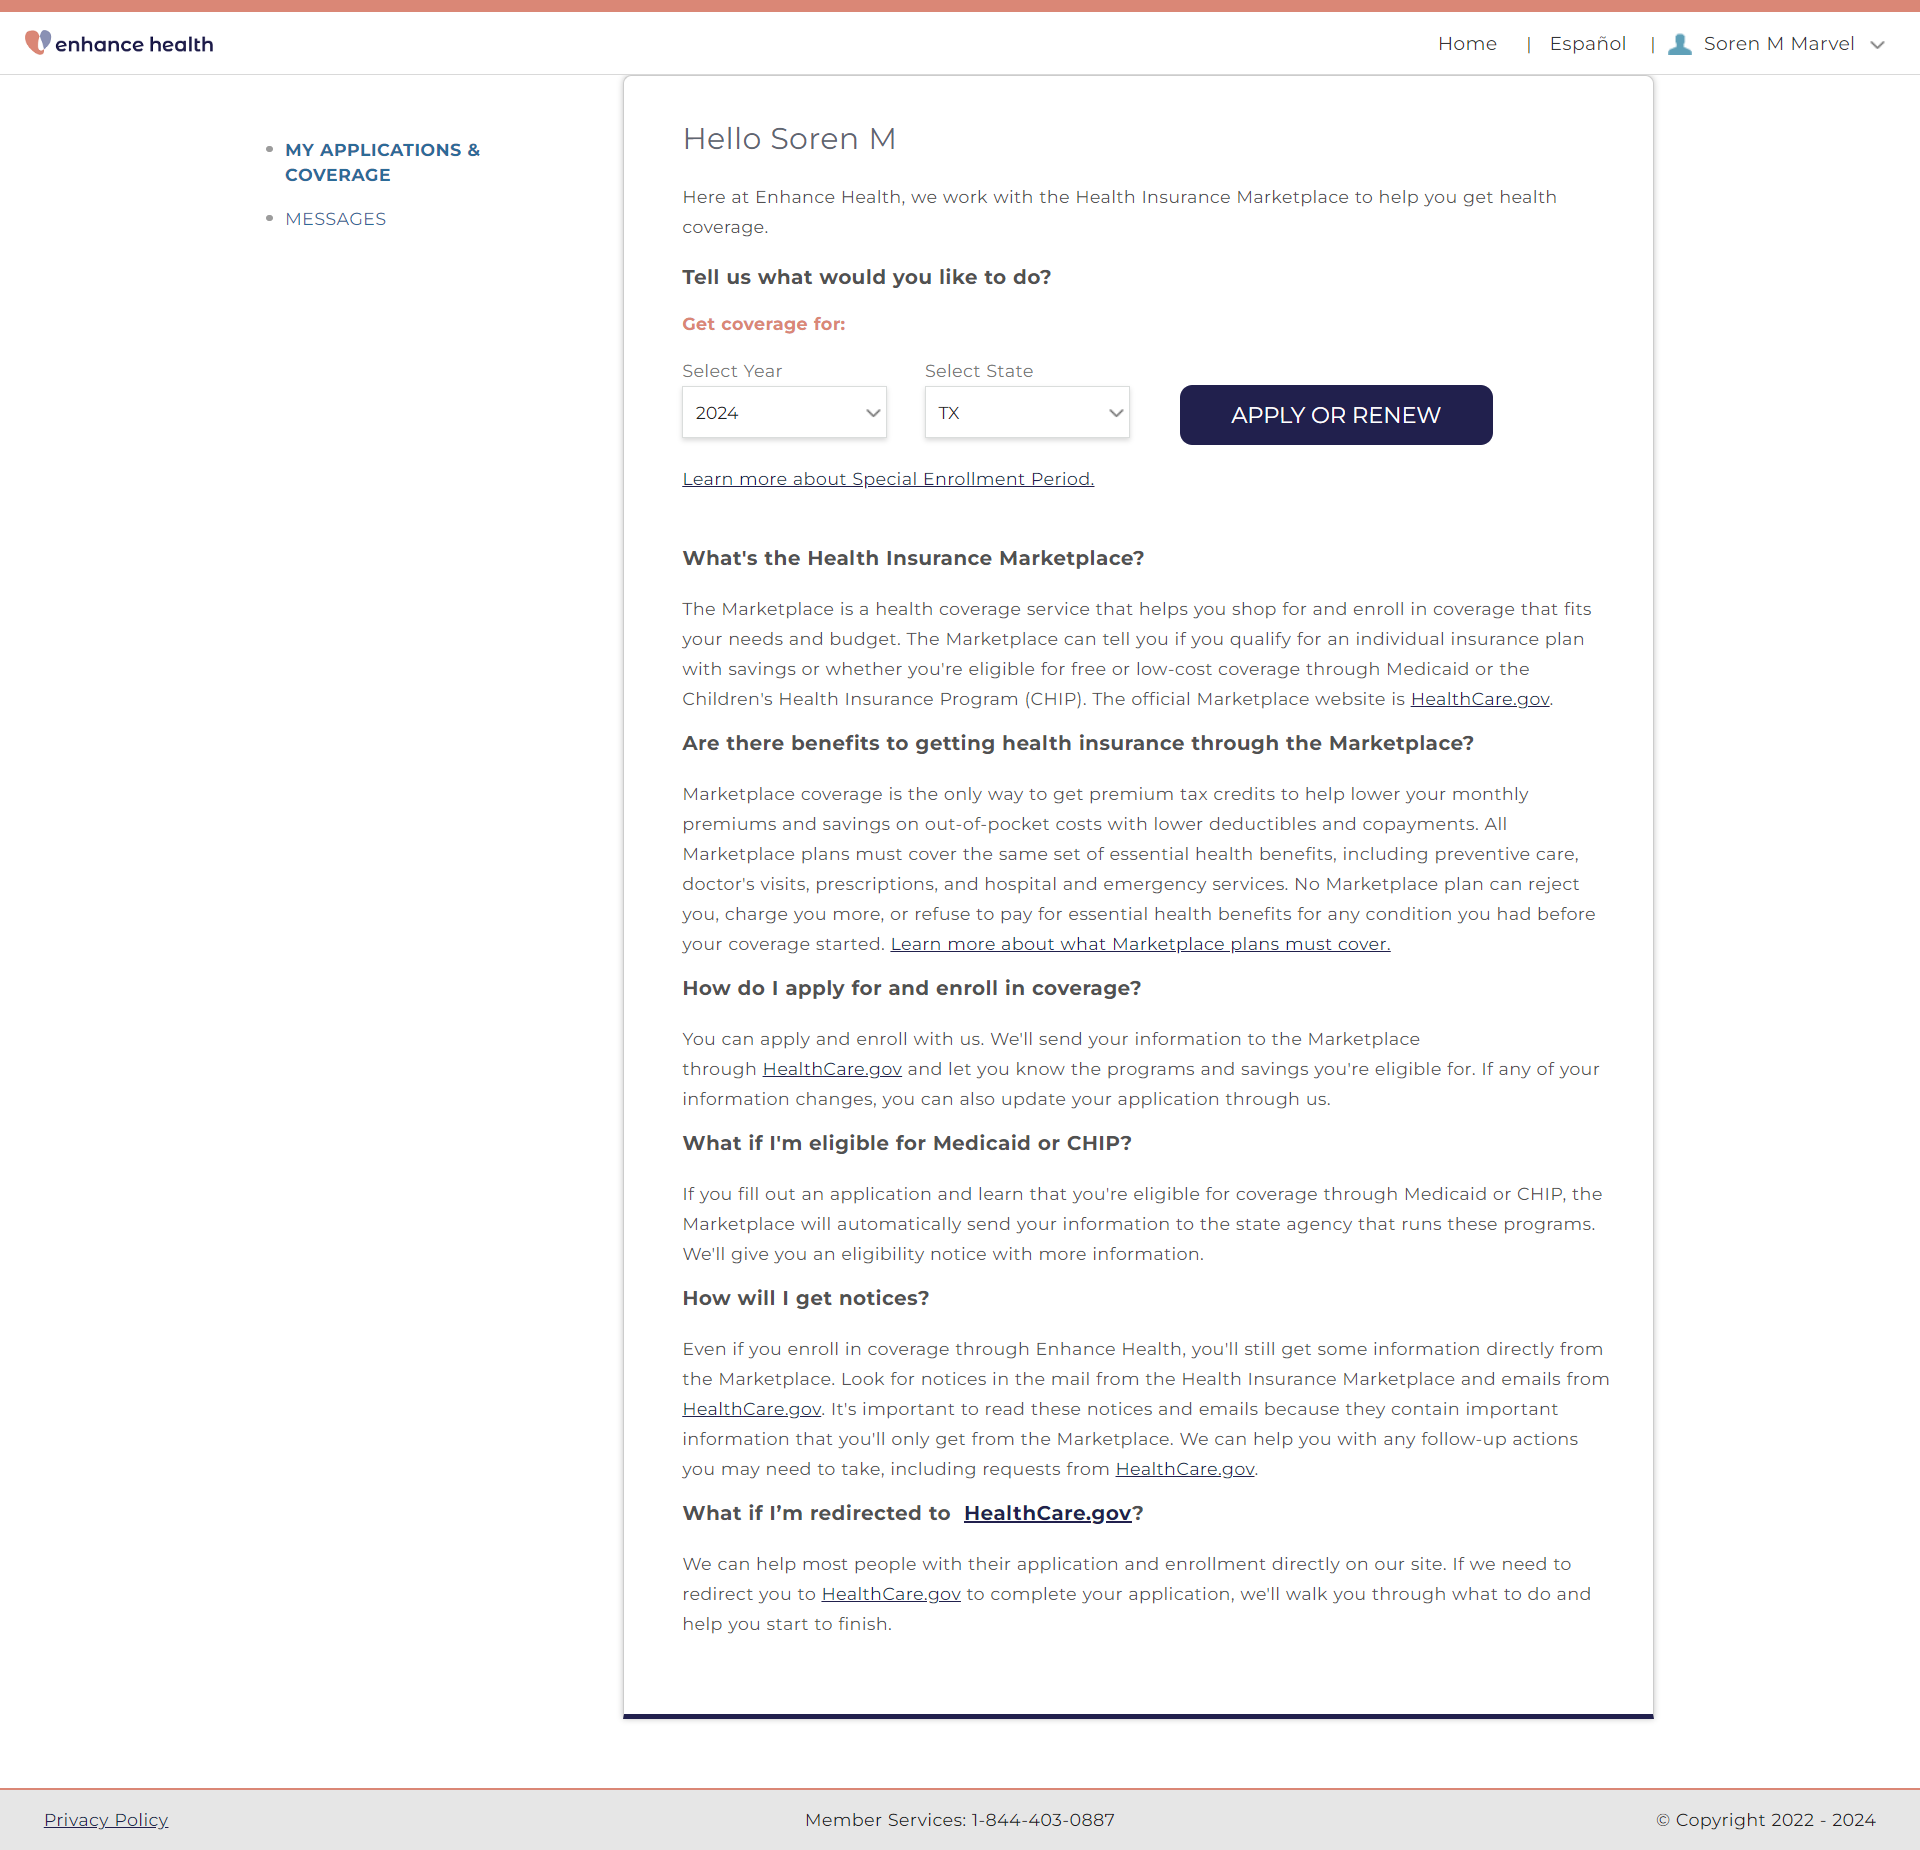 enhance health
Home | Español | Soren M Marvel
MY APPLICATIONS &
COVERAGE
MESSAGES
Hello Soren M
Here at Enhance Health, we work with the Health Insurance Marketplace to help you get health
coverage.
Tell us what would you like to do?
Get coverage for:
Select Year
Select State
2024
TX
APPLY OR RENEW
Learn more about Special Enrollment Period.
What's the Health Insurance Marketplace?
The Marketplace is a health coverage service that helps you shop for and enroll in coverage that fits
your needs and budget. The Marketplace can tell you if you qualify for an individual insurance plan
with savings or whether you're eligible for free or low-cost coverage through Medicaid or the
Children's Health Insurance Program (CHIP). The official Marketplace website is HealthCare.gov.
Are there benefits to getting health insurance through the Marketplace?
Marketplace coverage is the only way to get premium tax credits to help lower your monthly
premiums and savings on out-of-pocket costs with lower deductibles and copayments. All
Marketplace plans must cover the same set of essential health benefits, including preventive care,
doctor's visits, prescriptions, and hospital and emergency services. No Marketplace plan can reject
you, charge you more, or refuse to pay for essential health benefits for any condition you had before
your coverage started. Learn more about what Marketplace plans must cover.
How do I apply for and enroll in coverage?
You can apply and enroll with us. We'll send your information to the Marketplace
through HealthCare.gov and let you know the programs and savings you're eligible for. If any of your
information changes, you can also update your application through us.
What if I'm eligible for Medicaid or CHIP?
If you fill out an application and learn that you're eligible for coverage through Medicaid or CHIP, the
Marketplace will automatically send your information to the state agency that runs these programs.
We'll give you an eligibility notice with more information.
How will I get notices?
Even if you enroll in coverage through Enhance Health, you'll still get some information directly from
the Marketplace. Look for notices in the mail from the Health Insurance Marketplace and emails from
HealthCare.gov. It's important to read these notices and emails because they contain important
information that you'll only get from the Marketplace. We can help you with any follow-up actions
you may need to take, including requests from HealthCare.gov.
What if I’m redirected to HealthCare.gov?
We can help most people with their application and enrollment directly on our site. If we need to
redirect you to HealthCare.gov to complete your application, we'll walk you through what to do and
help you start to finish.
Privacy Policy
Member Services: 1-844-403-0887
© Copyright 2022 - 2024